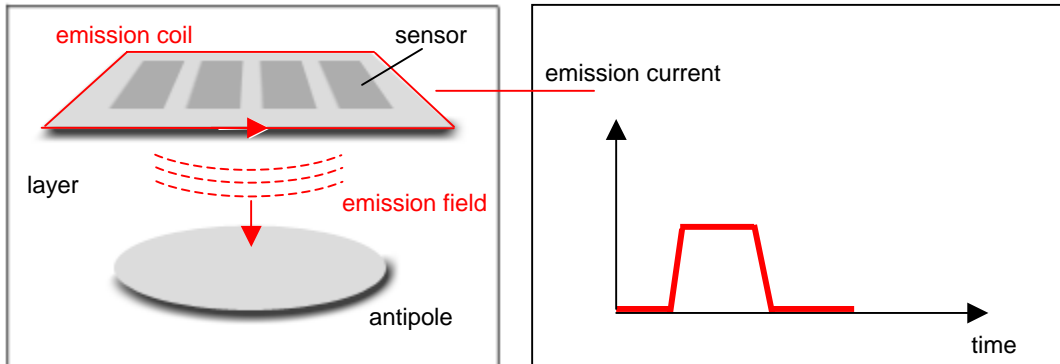 emission coil
sensor
layer
emission field
antipole
emission current
time